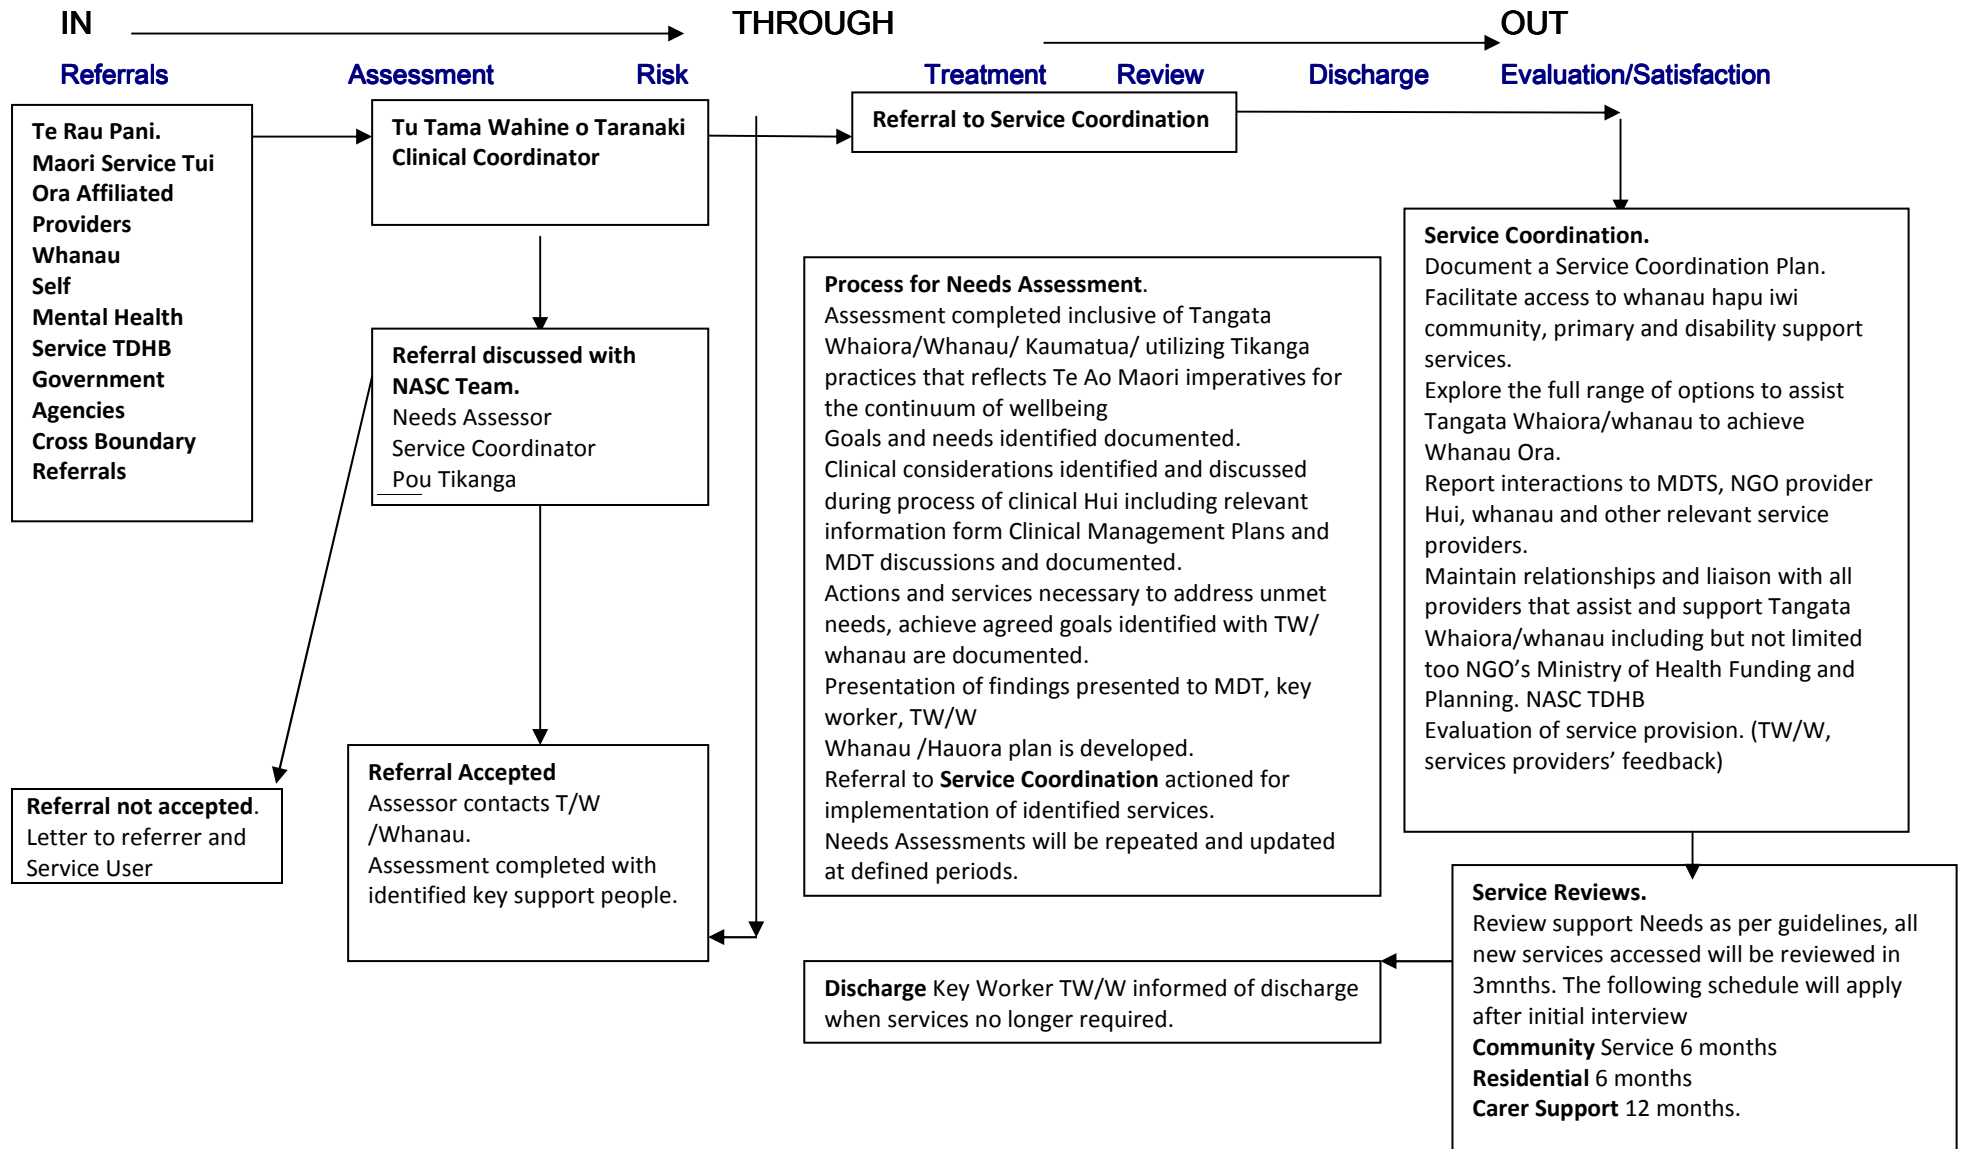 IN
THROUGH
OUT
Referrals
Assessment
Risk
Treatment
Review
Discharge
Evaluation/Satisfaction
Te Rau Pani.
Maori Service Tui
Ora Affiliated
Providers
Whanau
Self
Mental Health
Service TDHB
Government
Agencies
Cross Boundary
Referrals
Tu Tama Wahine o Taranaki
Clinical Coordinator
Referral discussed with
NASC Team.
Needs Assessor
Service Coordinator
Pou Tikanga
Referral not accepted.
Letter to referrer and
Service User
Referral Accepted
Assessor contacts T/W
/Whanau.
Assessment completed with
identified key support people.
Referral to Service Coordination
Process for Needs Assessment.
Assessment completed inclusive of Tangata
Whaiora/Whanau/ Kaumatua/ utilizing Tikanga
practices that reflects Te Ao Maori imperatives for
the continuum of wellbeing
Goals and needs identified documented.
Clinical considerations identified and discussed
during process of clinical Hui including relevant
information form Clinical Management Plans and
MDT discussions and documented.
Actions and services necessary to address unmet
needs, achieve agreed goals identified with TW/
whanau are documented.
Presentation of findings presented to MDT, key
worker, TW/W
Whanau /Hauora plan is developed.
Referral to Service Coordination actioned for
implementation of identified services.
Needs Assessments will be repeated and updated
at defined periods.
Discharge Key Worker TW/W informed of discharge
when services no longer required.
Service Coordination.
Document a Service Coordination Plan.
Facilitate access to whanau hapu iwi
community, primary and disability support
services.
Explore the full range of options to assist
Tangata Whaiora/whanau to achieve
Whanau Ora.
Report interactions to MDTS, NGO provider
Hui, whanau and other relevant service
providers.
Maintain relationships and liaison with all
providers that assist and support Tangata
Whaiora/whanau including but not limited
too NGO’s Ministry of Health Funding and
Planning. NASC TDHB
Evaluation of service provision. (TW/W,
services providers’ feedback)
Service Reviews.
Review support Needs as per guidelines, all
new services accessed will be reviewed in
3mnths. The following schedule will apply
after initial interview
Community Service 6 months
Residential 6 months
Carer Support 12 months.